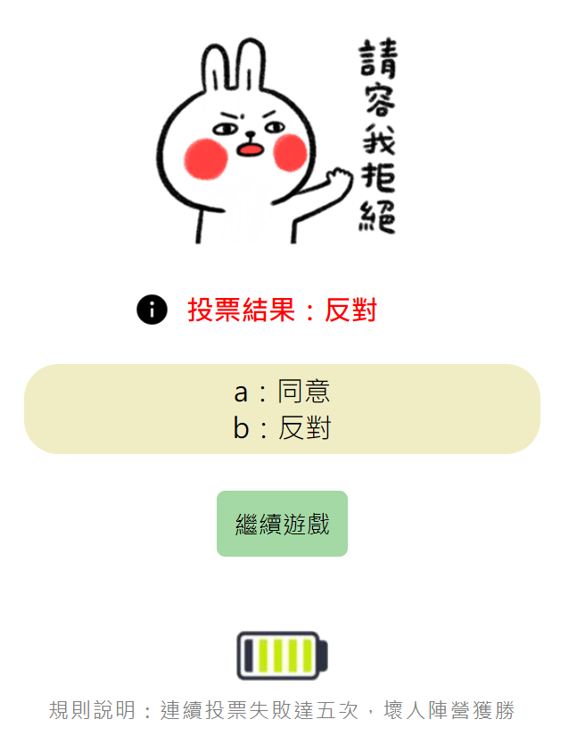 請容我拒絕
投票結果：反對
a：同意
b：反對
繼續遊戲
規則說明：連續投票失敗達五次，壞人陣營獲勝